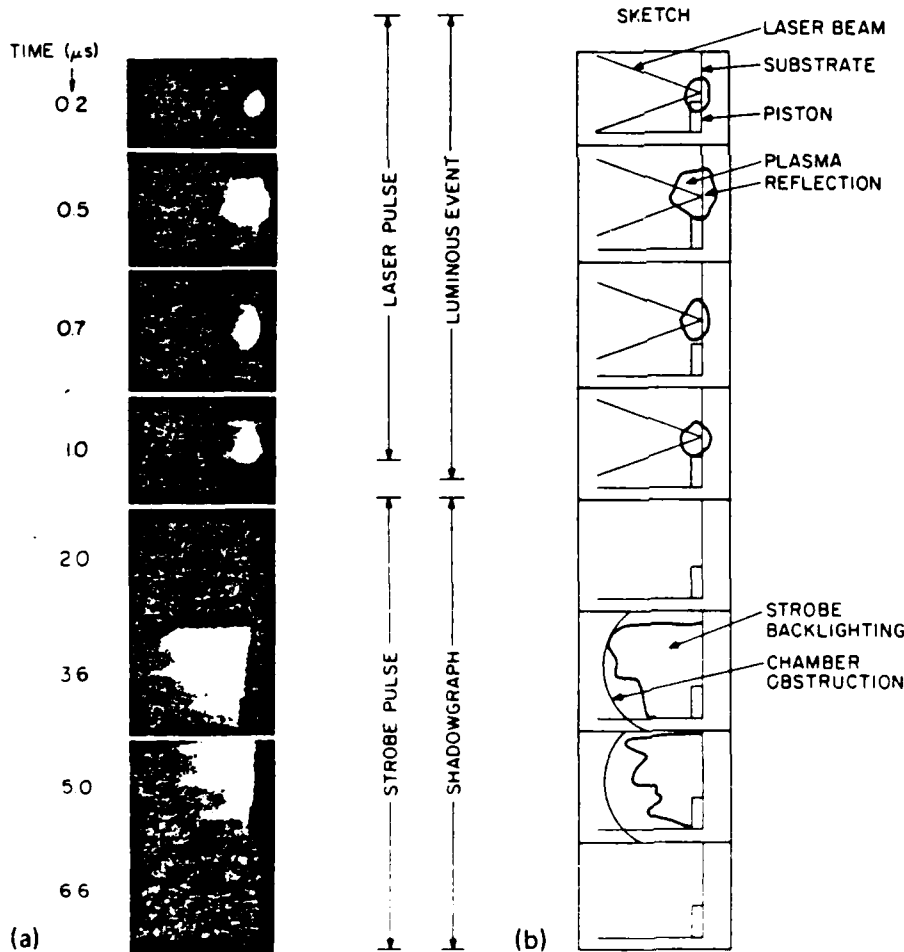 SKETCH
LASER BEAM
SUBSTRATE
PISTON
PLASMA
REFLECTION
STROBE
BACKLIGHTING
CHAMBER
OBSTRUCTION
TIME (μs)
0.2
0.5
0.7
1.0
2.0
3.6
5.0
6.6
LASER PULSE
LUMINOUS EVENT
STROBE PULSE
SHADOWGRAPH
(a)
(b)